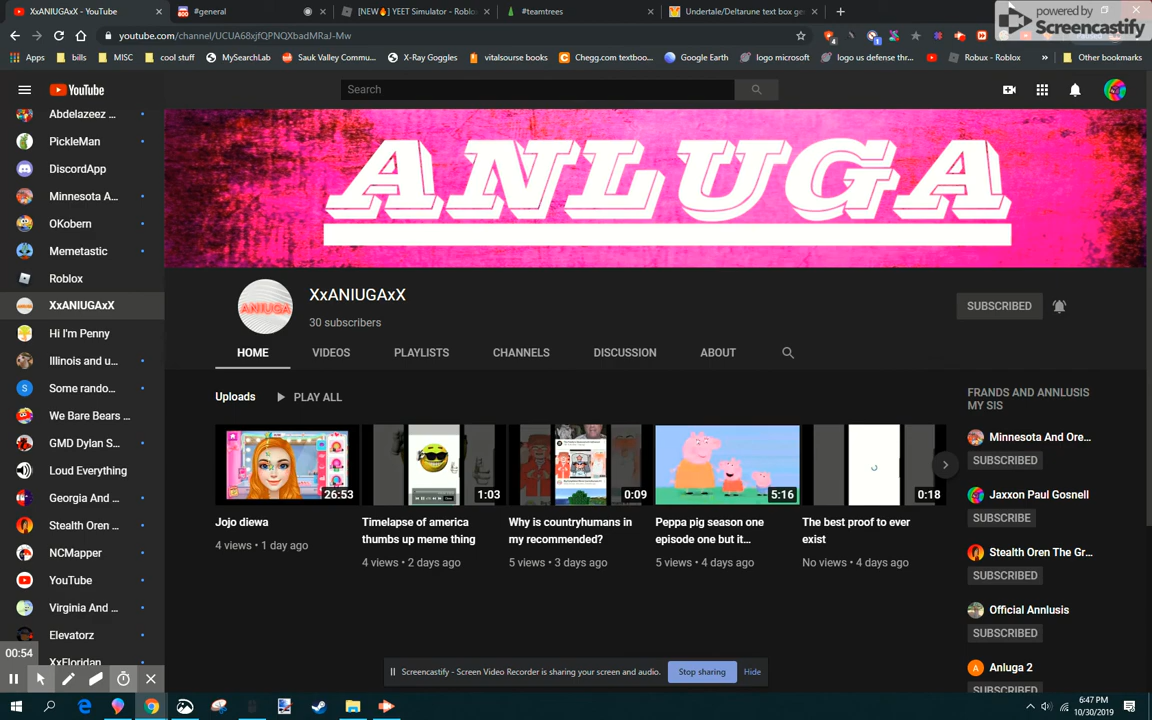 XxANIUGAxX - YouTube
#general
[NEW🔥] YEET Simulator - Roblox
#teamtrees
Undertale/Deltarune text box gen
powered by
Screencastify
youtube.com/channel/UCUA68xjfQPNQXbadMRaJ-Mw
Apps
bills
MISC
cool stuff
MySearchLab
Sauk Valley Commu...
X-Ray Goggles
vitalsourse books
Chegg.com textboo...
Google Earth
logo microsoft
logo us defense thr...
Robux - Roblox
»
Other bookmarks
YouTube
Search
Abdelazeez ...
PickleMan
DiscordApp
Minnesota A...
OKobern
Memetastic
Roblox
XxANIUGAxX
Hi I'm Penny
Illinois and u...
Some rando...
We Bare Bears ...
GMD Dylan S...
Loud Everything
Georgia And ...
Stealth Oren ...
NCMapper
YouTube
Virginia And ...
Elevatorz
XxFloridan
ANLUGA
ANIUGA
XxANIUGAxX
30 subscribers
SUBSCRIBED
HOME
VIDEOS
PLAYLISTS
CHANNELS
DISCUSSION
ABOUT
Uploads
PLAY ALL
26:53
Jojo diewa
4 views • 1 day ago
1:03
Timelapse of america
thumbs up meme thing
4 views • 2 days ago
0:09
Why is countryhumans in
my recommended?
5 views • 3 days ago
5:16
Peppa pig season one
episode one but it...
5 views • 4 days ago
0:18
The best proof to ever
exist
No views • 4 days ago
FRANDS AND ANNLUSIS
MY SIS
Minnesota And Ore...
SUBSCRIBED
Jaxxon Paul Gosnell
SUBSCRIBE
Stealth Oren The Gr...
SUBSCRIBED
Official Annlusis
SUBSCRIBED
Anluga 2
SUBSCRIBED
00:54
Screencastify - Screen Video Recorder is sharing your screen and audio.
Stop sharing
Hide
6:47 PM
10/30/2019